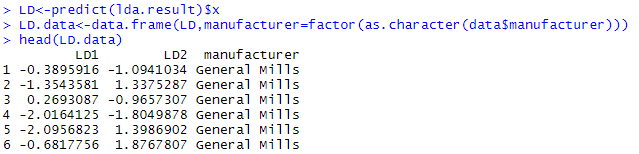 > LD<-predict(lda.result)$x
> LD.data<-data.frame(LD,manufacturer=factor(as.character(data$manufacturer)))
> head(LD.data)
         LD1        LD2  manufacturer
1 -0.3895916 -1.0941034 General Mills
2 -1.3543581  1.3375287 General Mills
3  0.2693087 -0.9657307 General Mills
4 -2.0164125 -1.8049878 General Mills
5 -2.0956823  1.3986902 General Mills
6 -0.6817756  1.8767807 General Mills